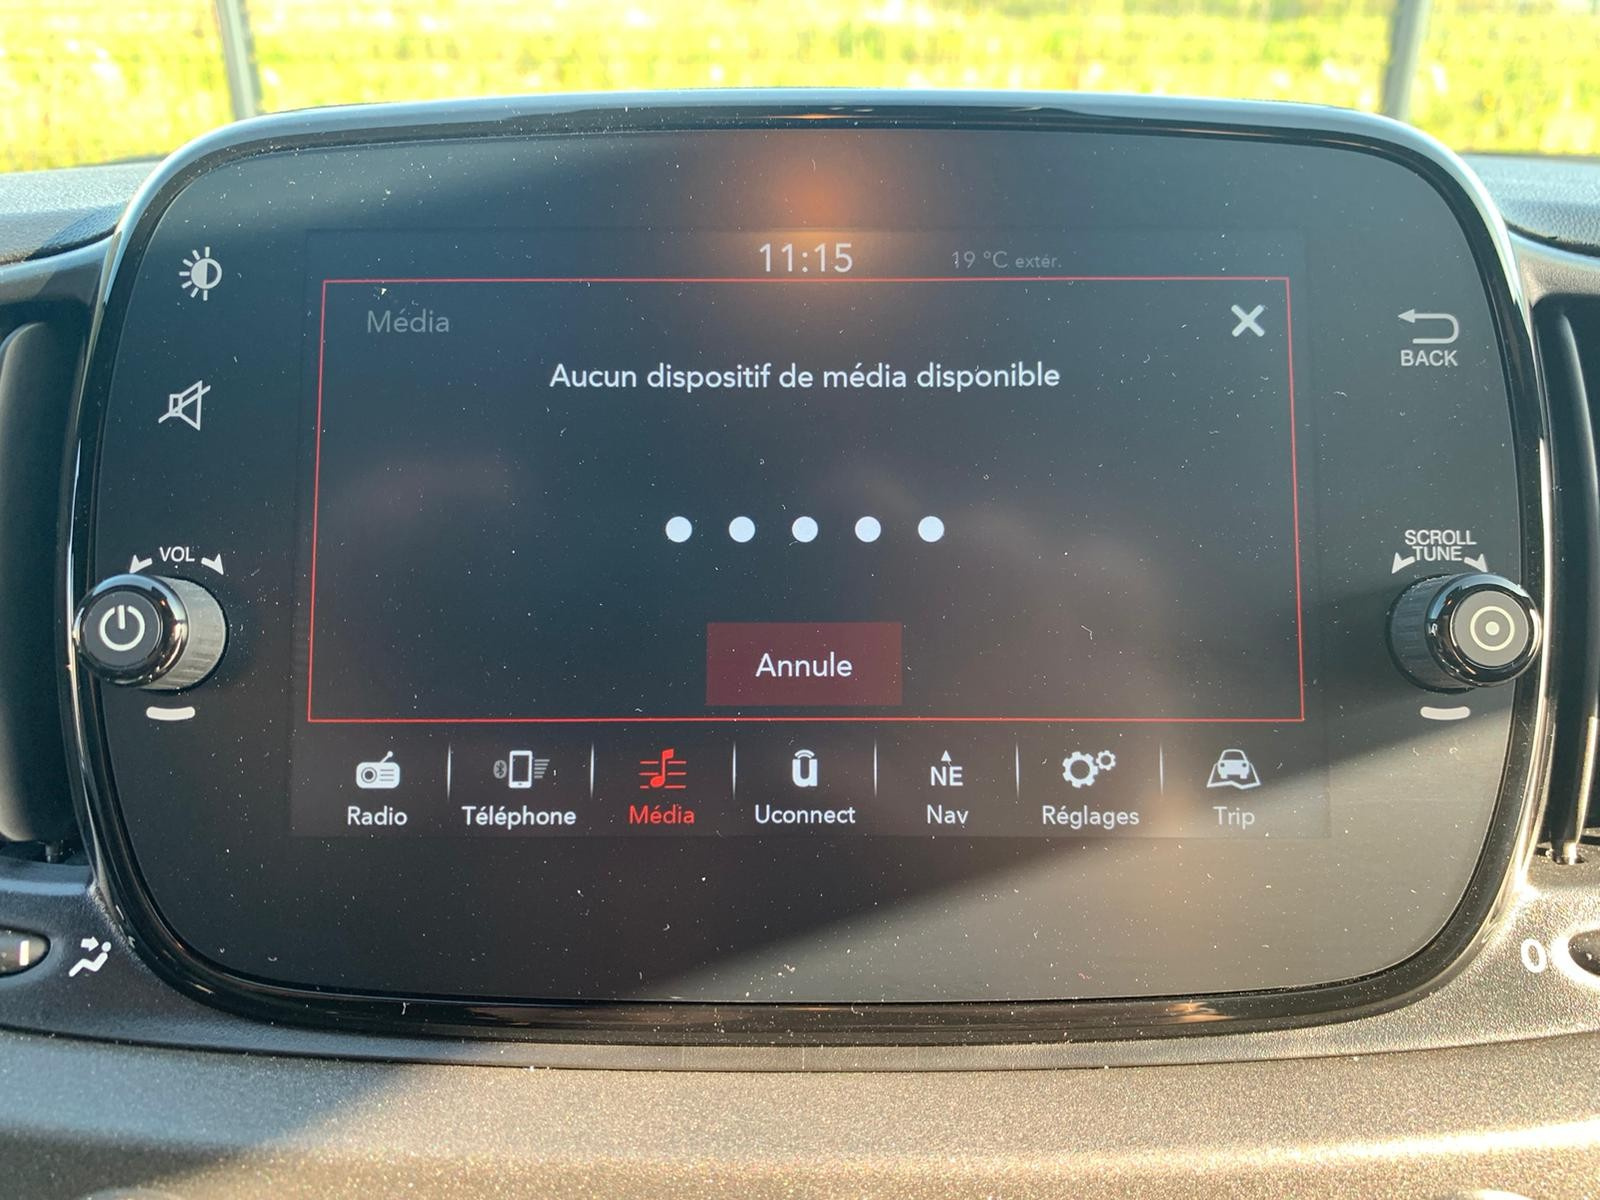 11:15
19 °C extér.
Média
Aucun dispositif de média disponible
BACK
VOL
SCROLL
TUNE
Annule
NE
Radio
Téléphone
Média
Uconnect
Nav
Réglages
Trip
0